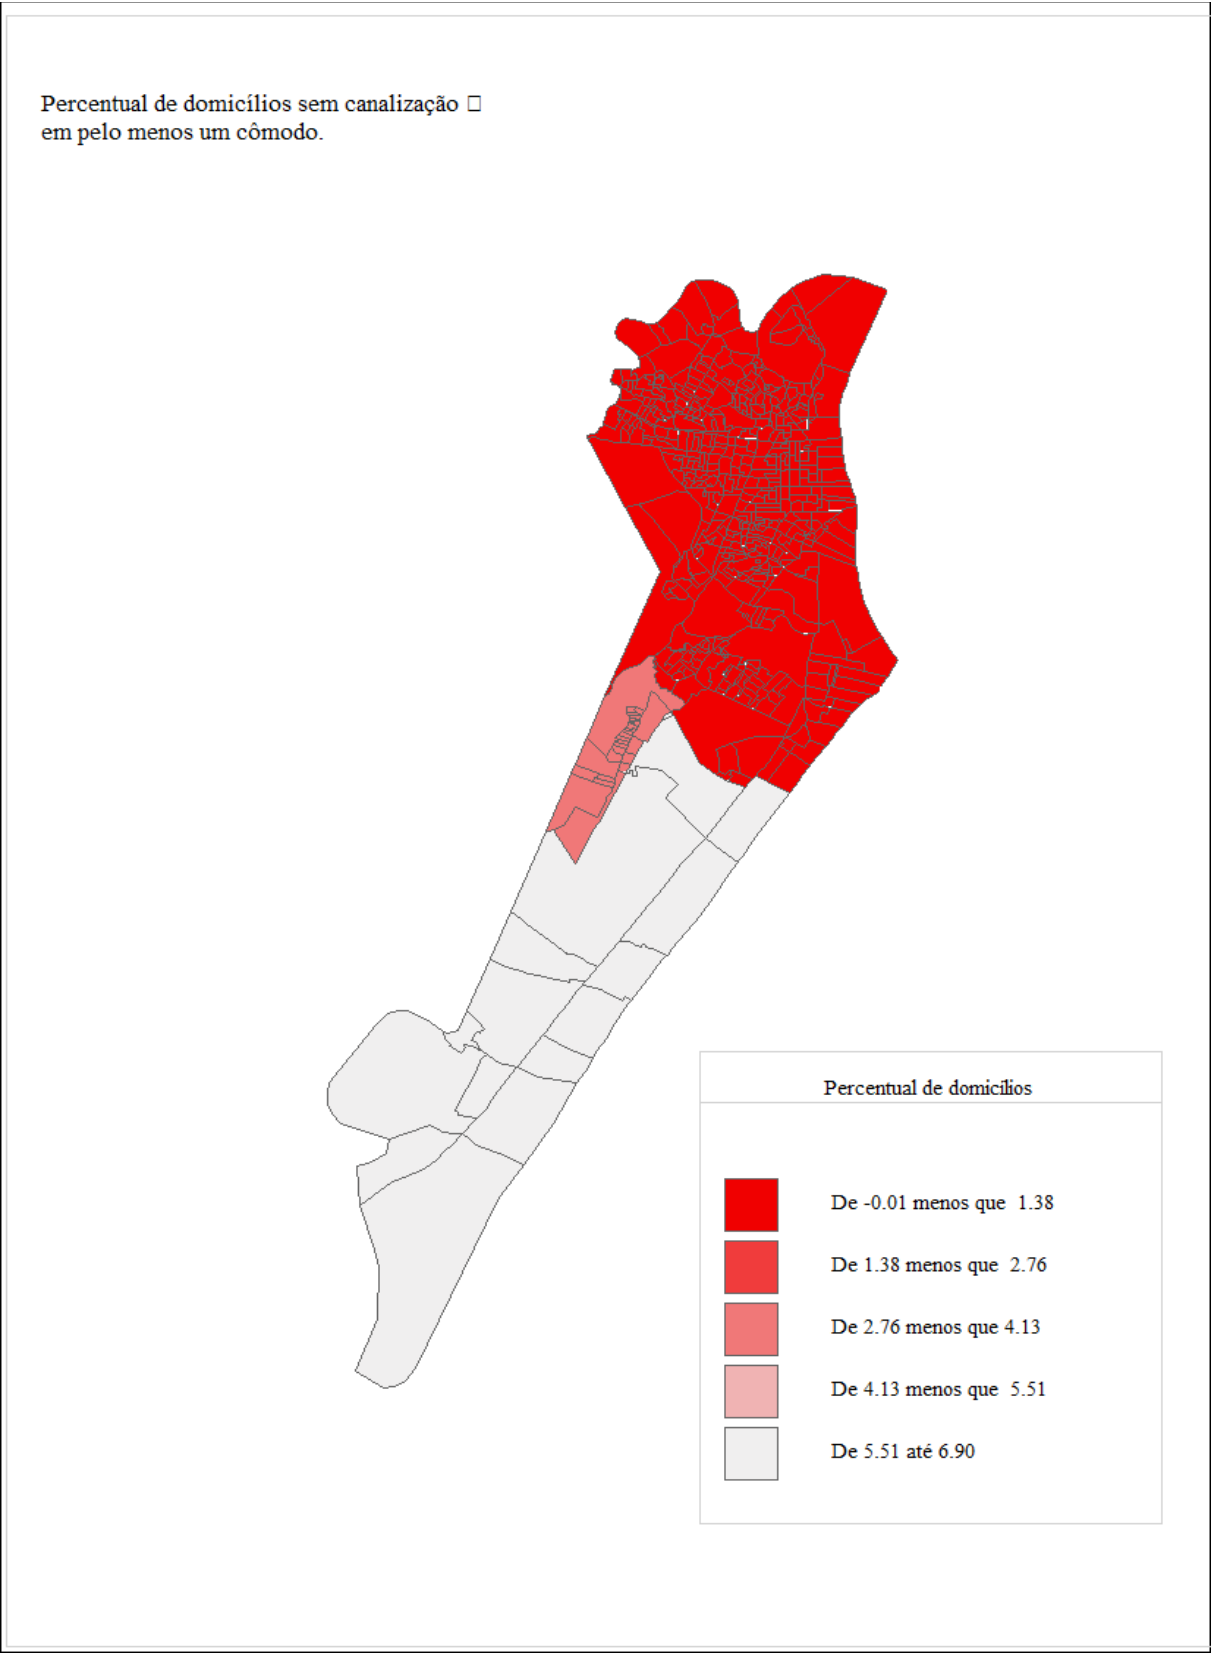 Percentual de domicílios sem canalização □
em pelo menos um cômodo.
Percentual de domicílios
De -0.01 menos que 1.38
De 1.38 menos que 2.76
De 2.76 menos que 4.13
De 4.13 menos que 5.51
De 5.51 até 6.90